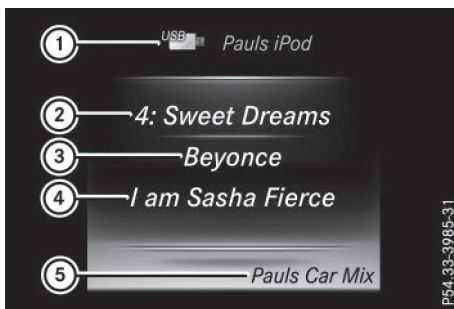 1 USB Pauls iPod
2 4: Sweet Dreams
3 Beyonce
4 I am Sasha Fierce
5 Pauls Car Mix
P54.33-3985-31